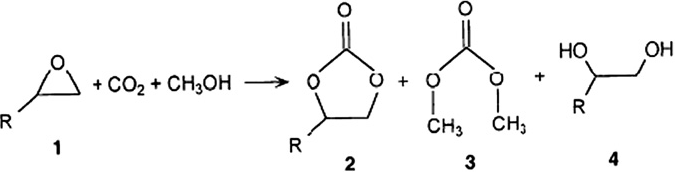 O
O
R
+ CO₂ + CH₃OH
O
O
R
+
O
O
O
CH₃
CH₃
+
HO
OH
R
1
2
3
4